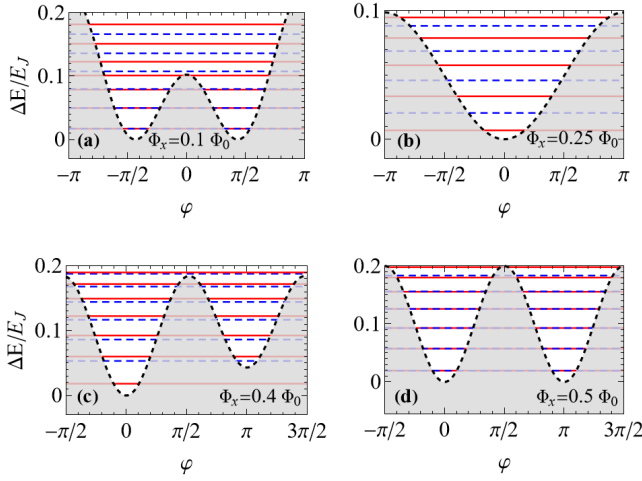 ΔE/E_J
0.2
0.1
0
(a)
Φ_x=0.1 Φ_0
−π
−π/2
0
π/2
π
φ
0.1
0
(b)
Φ_x=0.25 Φ_0
−π
−π/2
0
π/2
π
φ
ΔE/E_J
0.2
0.1
0
(c)
Φ_x=0.4 Φ_0
−π/2
0
π/2
π
3π/2
φ
0.2
0.1
0
(d)
Φ_x=0.5 Φ_0
−π/2
0
π/2
π
3π/2
φ